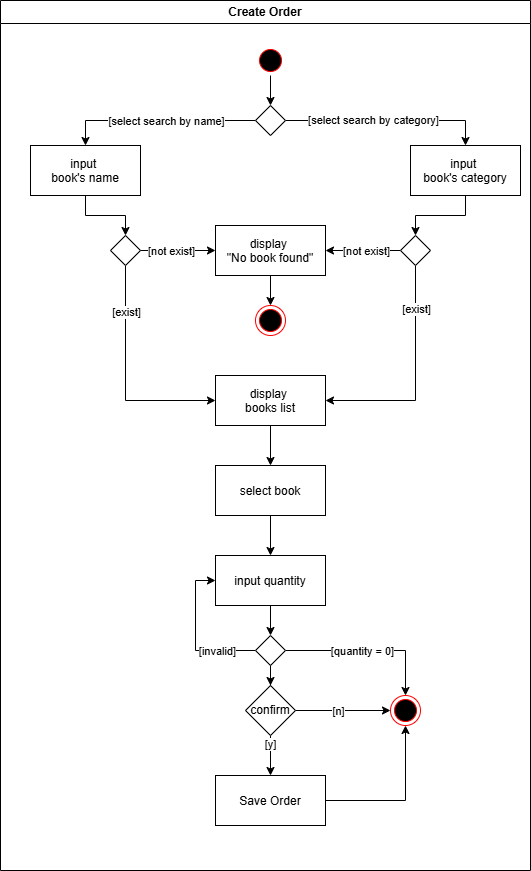 Create Order
[select search by name]
[select search by category]
input
book's name
input
book's category
[not exist]
display
"No book found"
[not exist]
[exist]
[exist]
display
books list
select book
input quantity
[invalid]
[quantity = 0]
confirm
[n]
[y]
Save Order